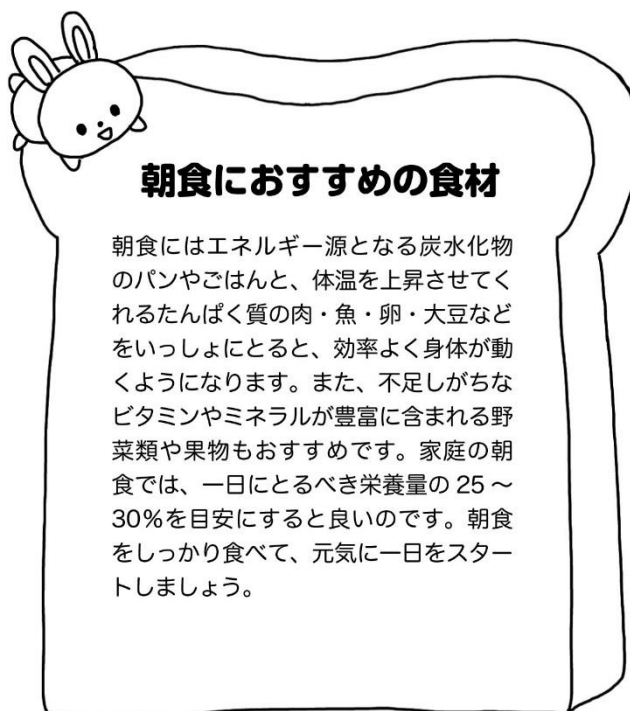 朝食におすすめの食材
朝食にはエネルギー源となる炭水化物
のパンやごはんと、体温を上昇させてく
れるたんぱく質の肉・魚・卵・大豆など
をいっしょにとると、効率よく身体が動
くようになります。また、不足しがちな
ビタミンやミネラルが豊富に含まれる野
菜類や果物もおすすめです。家庭の朝
食では、一日にとるべき栄養量の 25 〜
30%を目安にすると良いのです。朝食
をしっかり食べて、元気に一日をスター
トしましょう。